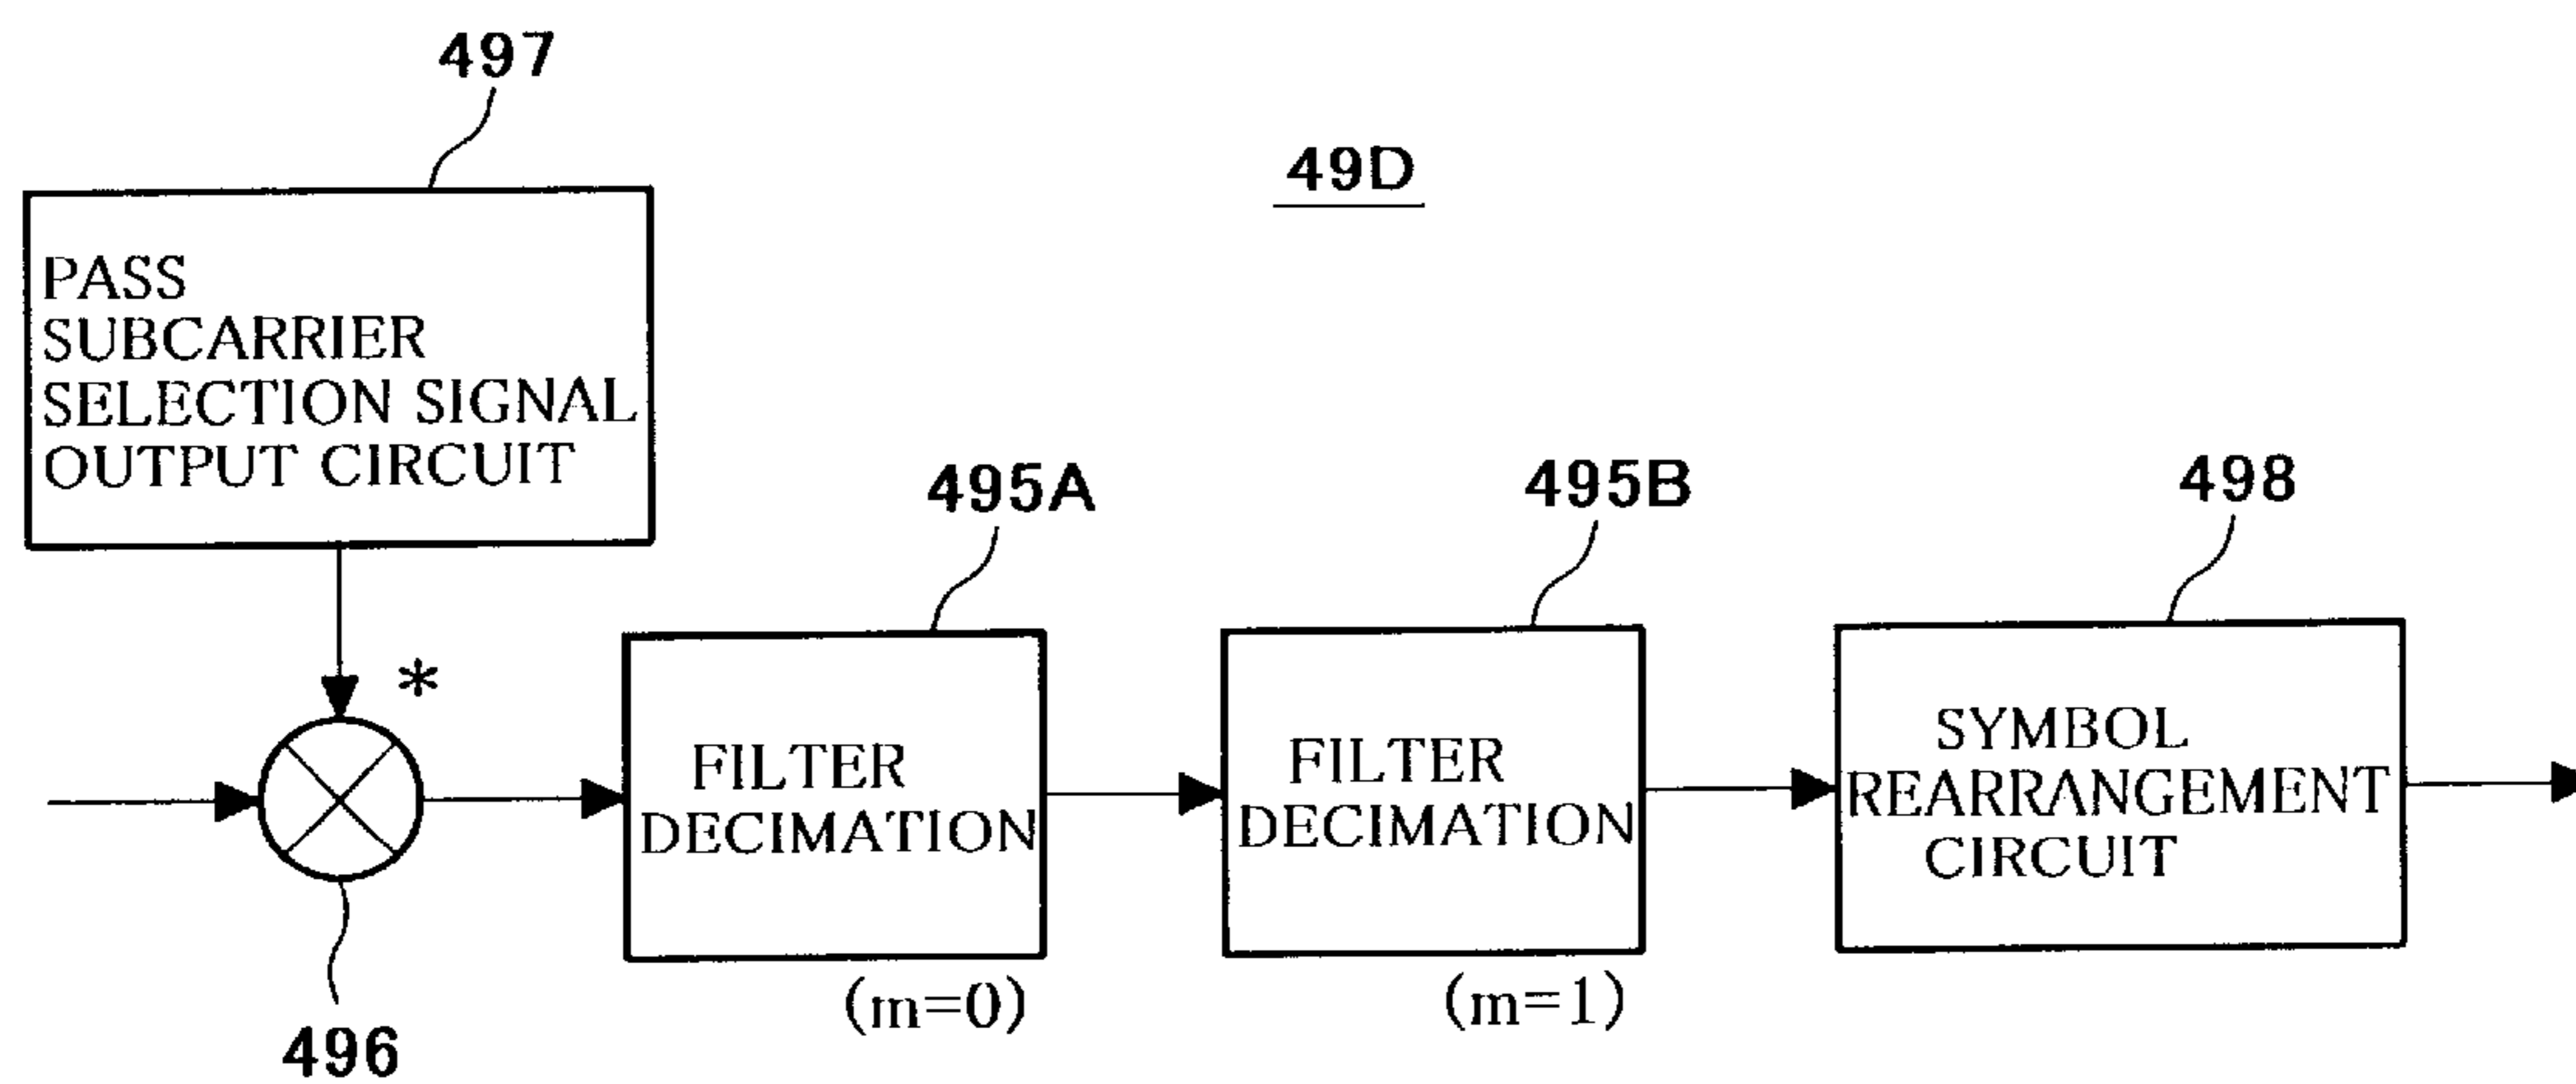 497
49D
PASS
SUBCARRIER
SELECTION SIGNAL
OUTPUT CIRCUIT
495A
495B
498
*
FILTER
DECIMATION
FILTER
DECIMATION
SYMBOL
REARRANGEMENT
CIRCUIT
(m=0)
(m=1)
496